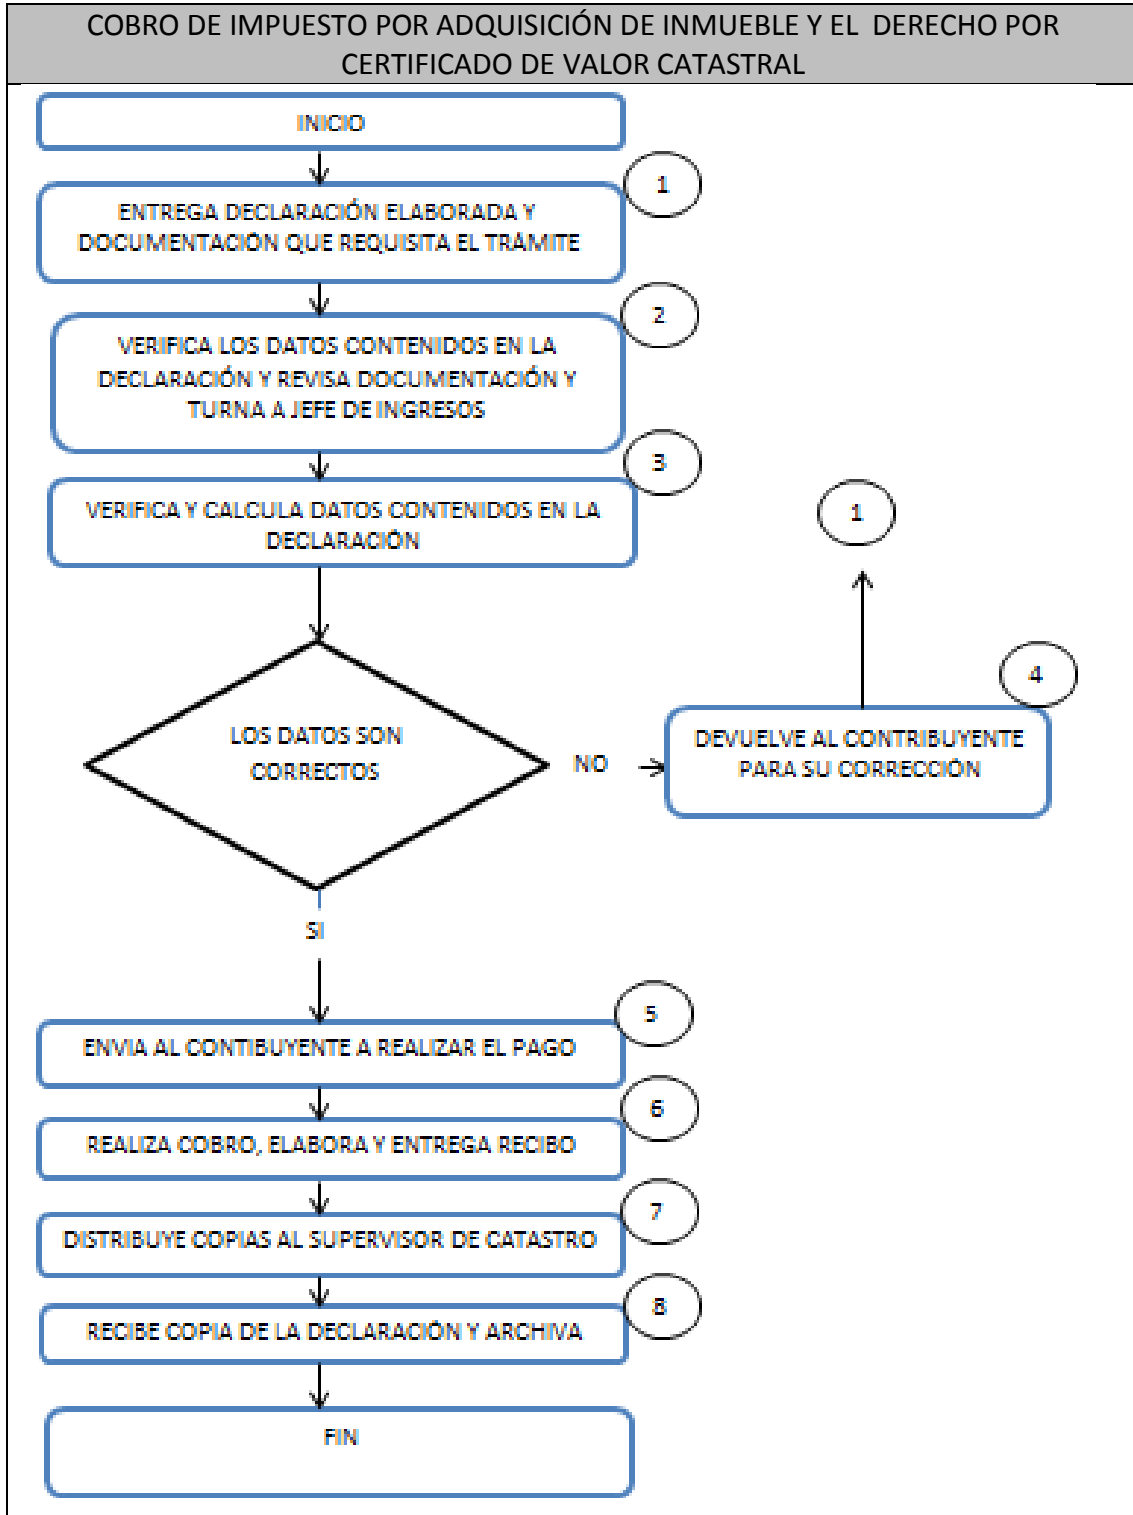 COBRO DE IMPUESTO POR ADQUISICIÓN DE INMUEBLE Y EL DERECHO POR
CERTIFICADO DE VALOR CATASTRAL
INICIO
1
ENTREGA DECLARACIÓN ELABORADA Y
DOCUMENTACIÓN QUE REQUISITA EL TRÁMITE
2
VERIFICA LOS DATOS CONTENIDOS EN LA
DECLARACIÓN Y REVISA DOCUMENTACIÓN Y
TURNA A JEFE DE INGRESOS
3
VERIFICA Y CALCULA DATOS CONTENIDOS EN LA
DECLARACIÓN
1
4
LOS DATOS SON
CORRECTOS
NO
DEVUELVE AL CONTRIBUYENTE
PARA SU CORRECCIÓN
SI
5
ENVIA AL CONTIBUYENTE A REALIZAR EL PAGO
6
REALIZA COBRO, ELABORA Y ENTREGA RECIBO
7
DISTRIBUYE COPIAS AL SUPERVISOR DE CATASTRO
8
RECIBE COPIA DE LA DECLARACIÓN Y ARCHIVA
FIN